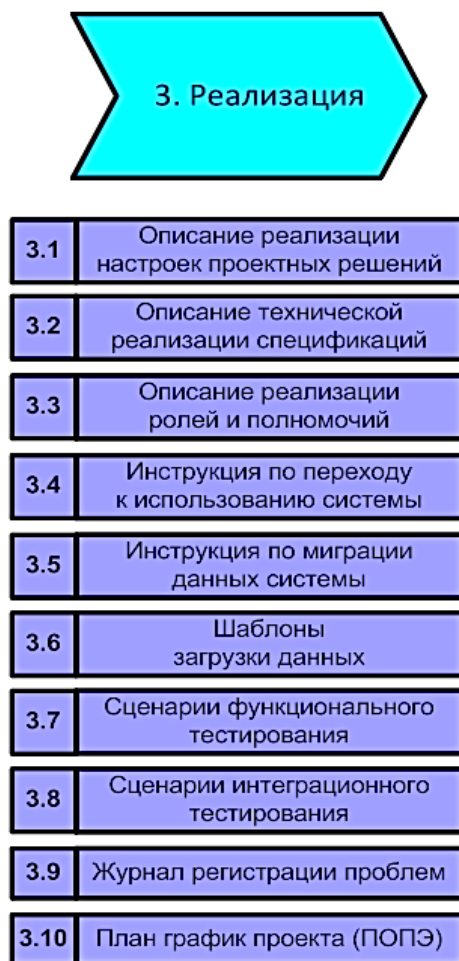 3. Реализация
3.1
Описание реализации
настроек проектных решений
3.2
Описание технической
реализации спецификаций
3.3
Описание реализации
ролей и полномочий
3.4
Инструкция по переходу
к использованию системы
3.5
Инструкция по миграции
данных системы
3.6
Шаблоны
загрузки данных
3.7
Сценарии функционального
тестирования
3.8
Сценарии интеграционного
тестирования
3.9
Журнал регистрации проблем
3.10
План график проекта (ПОПЭ)